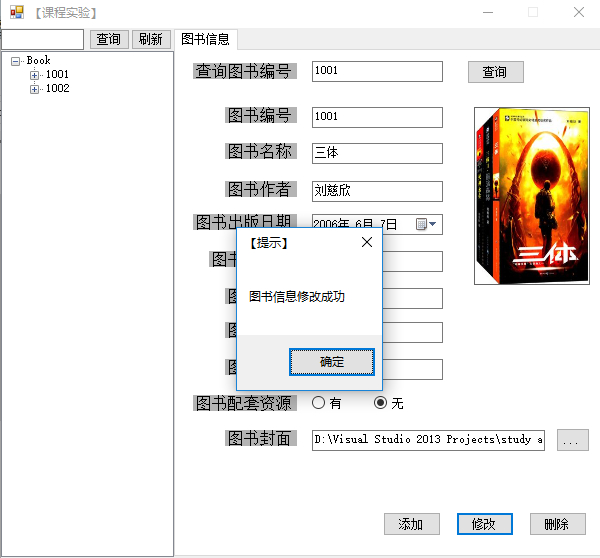 【课程实验】
查询
刷新
图书信息
Book
1001
1002
查询图书编号
1001
查询
图书编号
1001
图书名称
三体
图书作者
刘慈欣
图书出版日期
2006年 6月 7日
图书
图
图
图
【提示】
图书信息修改成功
确定
图书配套资源
有
无
图书封面
D:\Visual Studio 2013 Projects\study a
...
添加
修改
删除
三体
三体